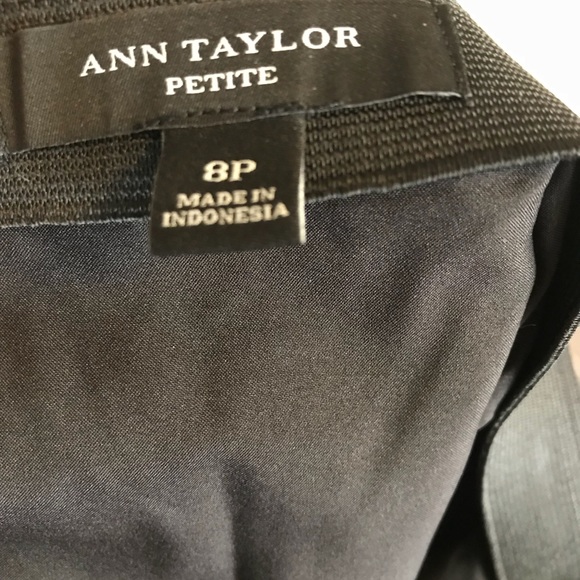 ANN TAYLOR
PETITE
8P
MADE IN
INDONESIA